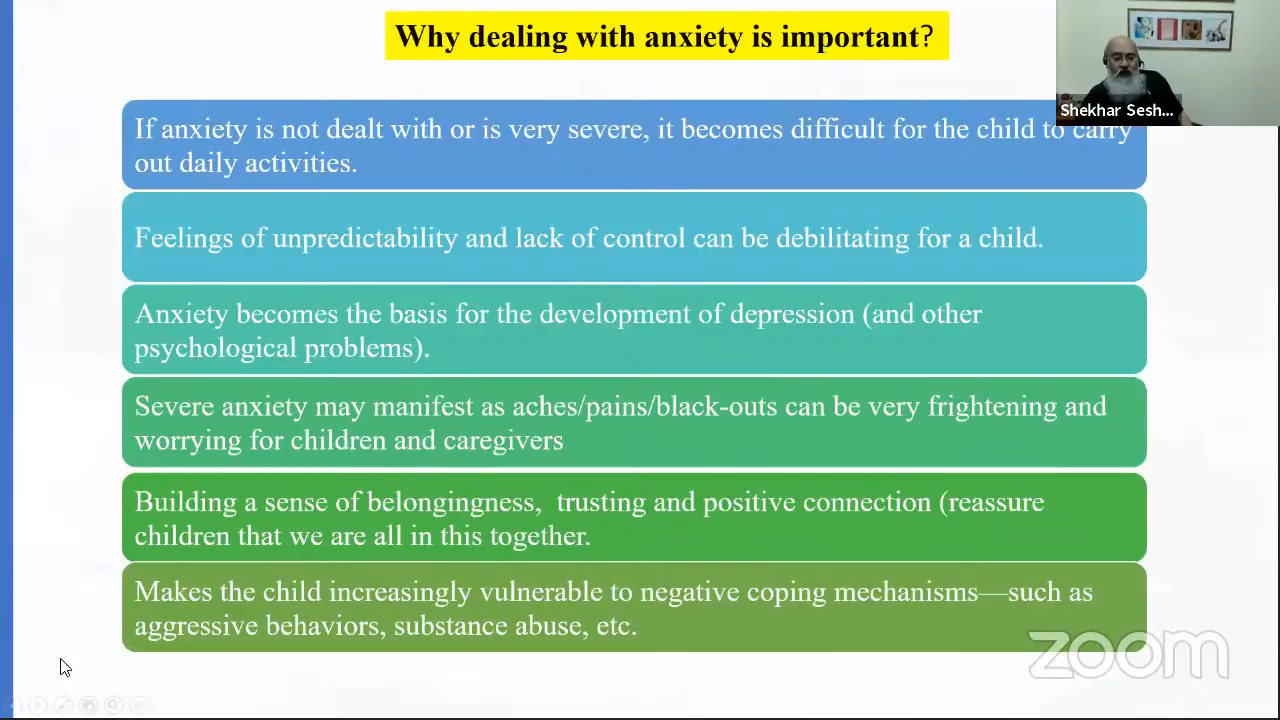 Why dealing with anxiety is important?
Shekhar Sesh...
If anxiety is not dealt with or is very severe, it becomes difficult for the child to carry
out daily activities.
Feelings of unpredictability and lack of control can be debilitating for a child.
Anxiety becomes the basis for the development of depression (and other
psychological problems).
Severe anxiety may manifest as aches/pains/black-outs can be very frightening and
worrying for children and caregivers
Building a sense of belongingness,  trusting and positive connection (reassure
children that we are all in this together.
Makes the child increasingly vulnerable to negative coping mechanisms—such as
aggressive behaviors, substance abuse, etc.
zoom